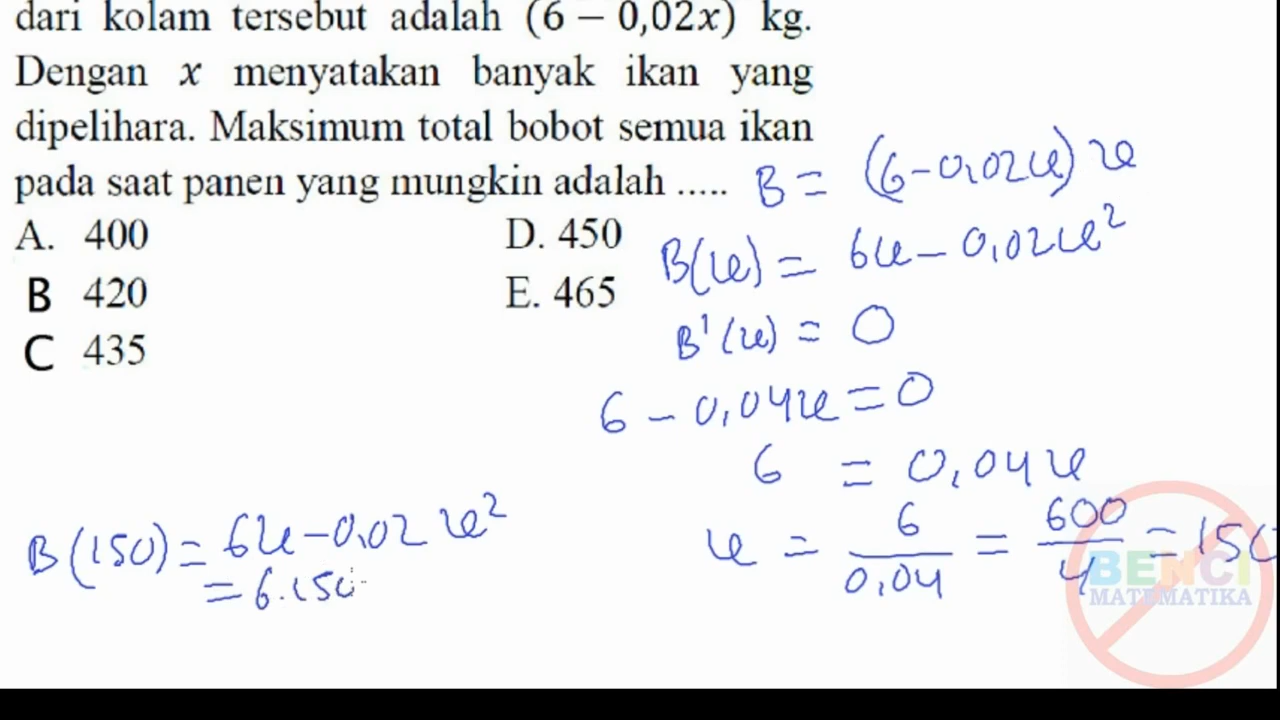 dari kolam tersebut adalah (6 − 0,02x) kg.
Dengan x menyatakan banyak ikan yang
dipelihara. Maksimum total bobot semua ikan
pada saat panen yang mungkin adalah .....
A. 400
D. 450
B 420
E. 465
C 435
B = (6-0,02x)x
B(x) = 6x - 0,02x²
B'(x) = 0
6 - 0,04x = 0
6 = 0,04x
x = 6/0,04 = 600/4 = 150
B(150) = 6x - 0,02x²
= 6.150
BENCI
MATEMATIKA